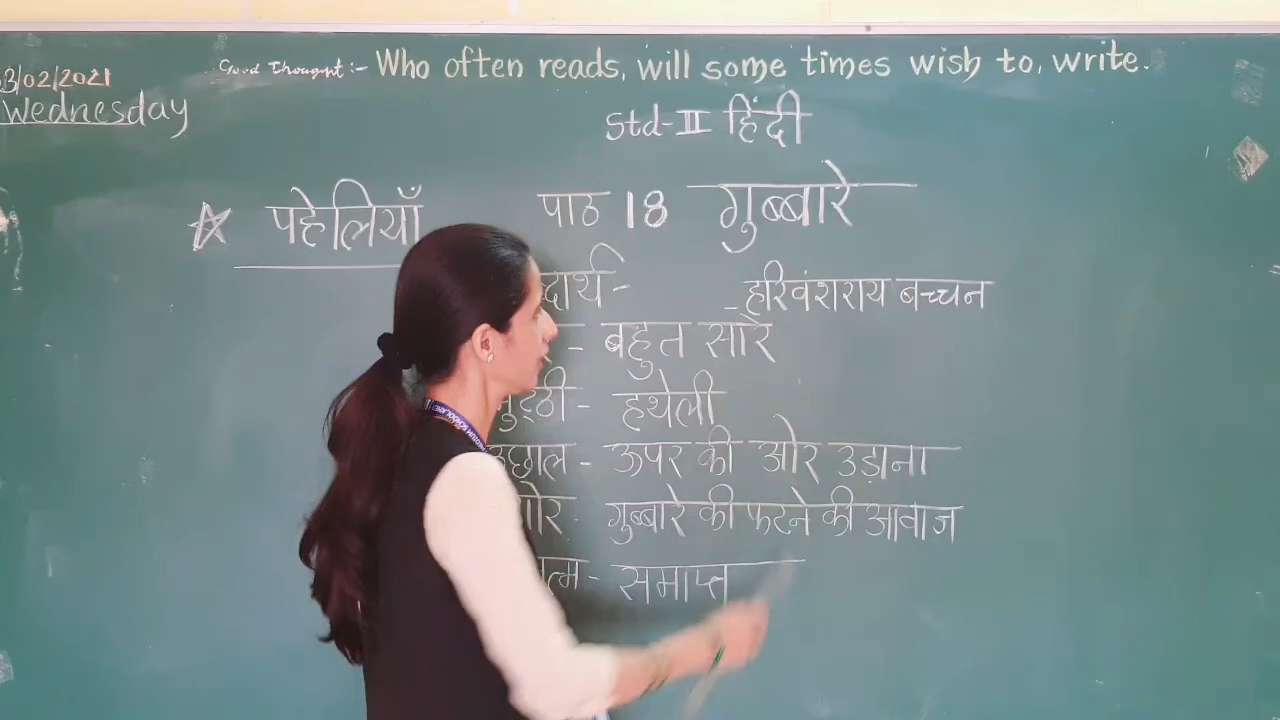 3/02/2021
Wednesday
Good Thought:- Who often reads, will some times wish to, write.
Std-II हिंदी
पहेलियाँ
पाठ 18 गुब्बारे
- हरिवंशराय बच्चन
- बहुत सारे
मुट्ठी - हथेली
उछाल - ऊपर की ओर उड़ाना
गुब्बारे की फटने की आवाज
- समाप्त